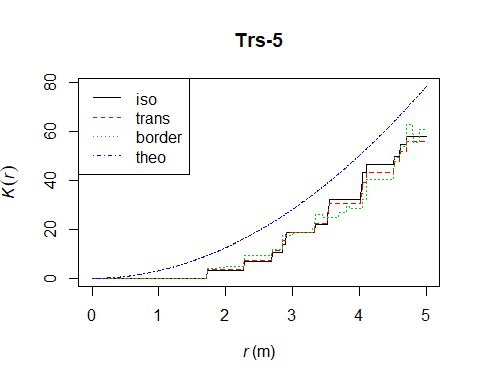 Trs-5
K(r)
80
60
40
20
0
iso
trans
border
theo
0 1 2 3 4 5
r (m)